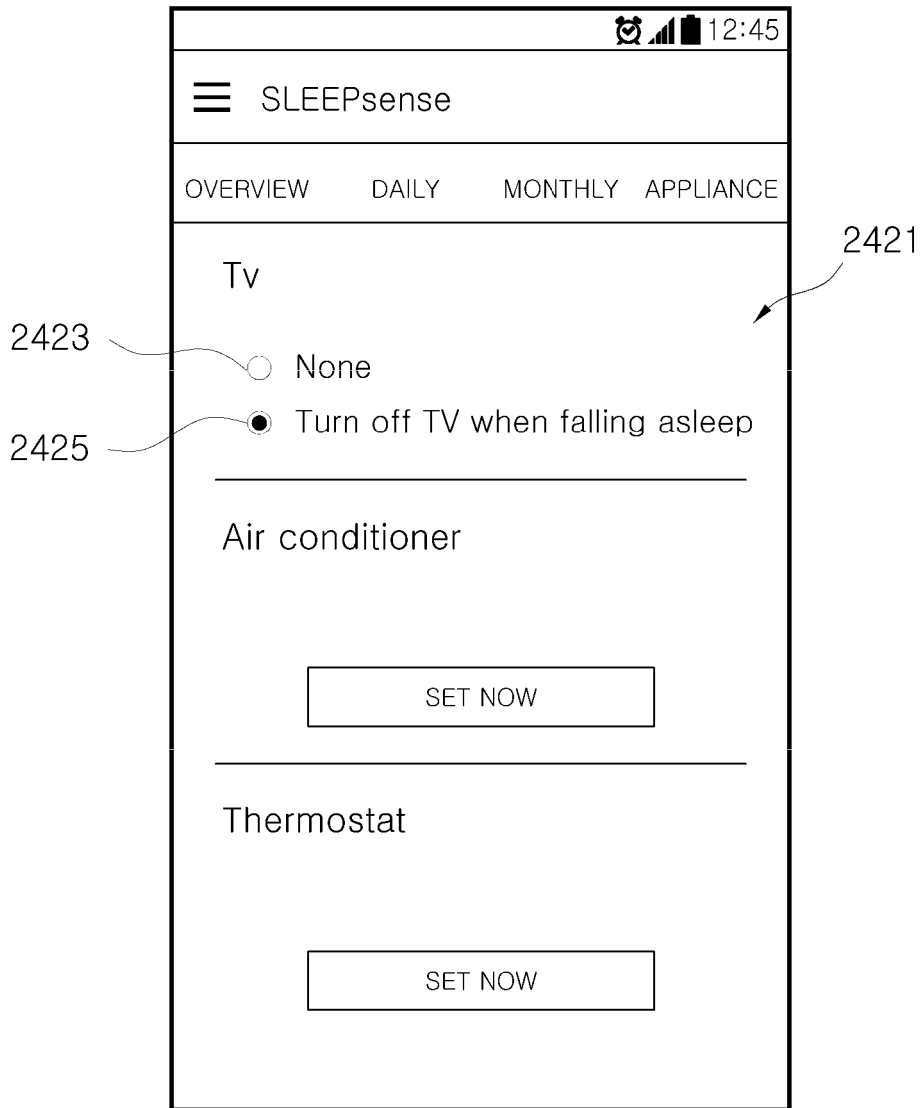 12:45
SLEEPsense
OVERVIEW DAILY MONTHLY APPLIANCE
2421
Tv
2423
None
Turn off TV when falling asleep
2425
Air conditioner
SET NOW
Thermostat
SET NOW